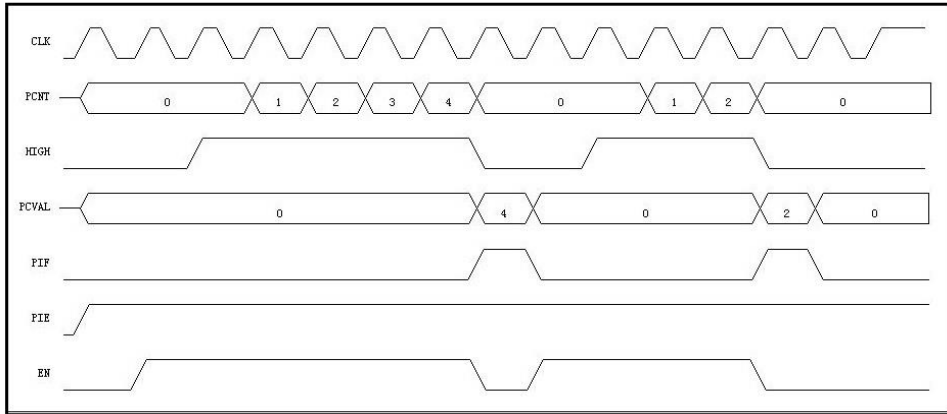 CLK
PCNT 0 1 2 3 4 0 1 2 0
HIGH
PCVAL 0 4 0 2 0
PIF
PIE
EN